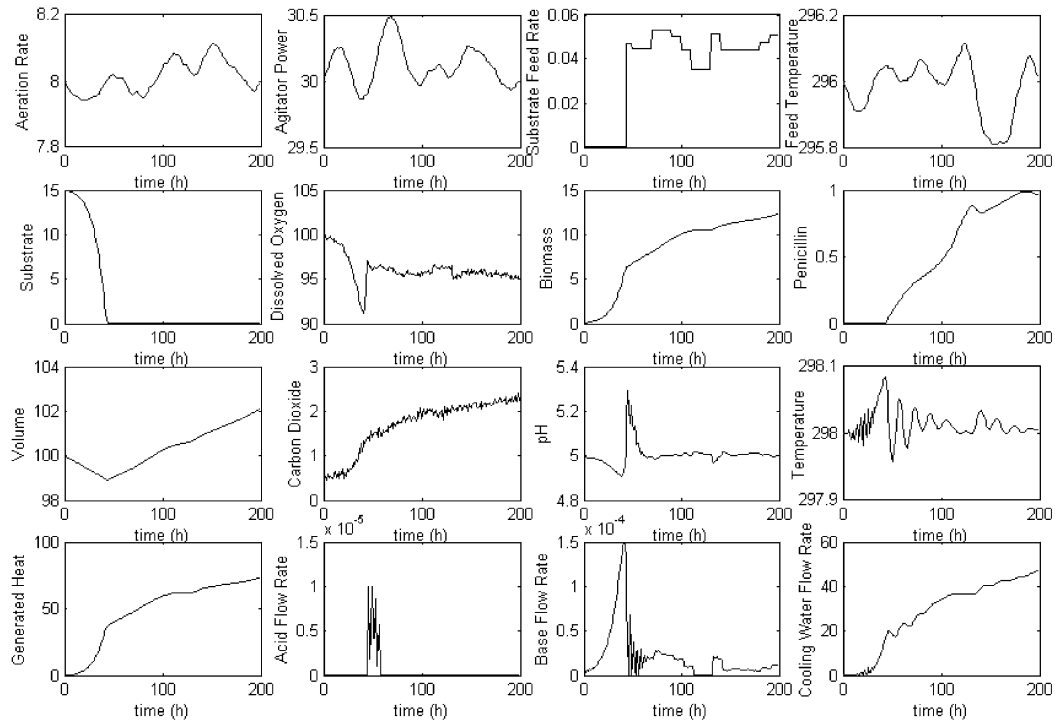 Aeration Rate
8.2
8
7.8
0 100 200
time (h)
Agitator Power
30.5
30
29.5
0 100 200
time (h)
Substrate Feed Rate
0.06
0.04
0.02
0
0 100 200
time (h)
Feed Temperature
296.2
296
295.8
0 100 200
time (h)
Substrate
15
10
5
0
0 100 200
time (h)
Dissolved Oxygen
105
100
95
90
0 100 200
time (h)
Biomass
15
10
5
0
0 100 200
time (h)
Penicillin
1
0.5
0
0 100 200
time (h)
Volume
104
102
100
98
0 100 200
time (h)
Carbon Dioxide
3
2
1
0
0 100 200
time (h)
pH
5.4
5.2
5
4.8
0 100 200
time (h)
Temperature
298.1
298
297.9
0 100 200
time (h)
Generated Heat
100
50
0
0 100 200
time (h)
Acid Flow Rate
x 10-5
1.5
1
0.5
0
0 100 200
time (h)
Base Flow Rate
x 10-4
1.5
1
0.5
0
0 100 200
time (h)
Cooling Water Flow Rate
60
40
20
0
0 100 200
time (h)